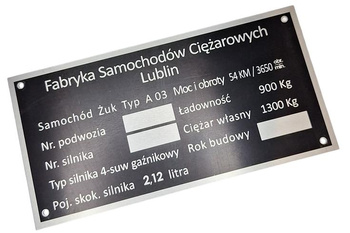 Fabryka Samochodów Ciężarowych
Lublin
Samochód Żuk Typ A 03 Moc i obroty 54 KM / 3650 obr. min.
Nr. podwozia Ładowność 900 Kg
Nr. silnika Ciężar własny 1300 Kg
Typ silnika 4-suw gaźnikowy Rok budowy
Poj. skok. silnika 2,12 litra